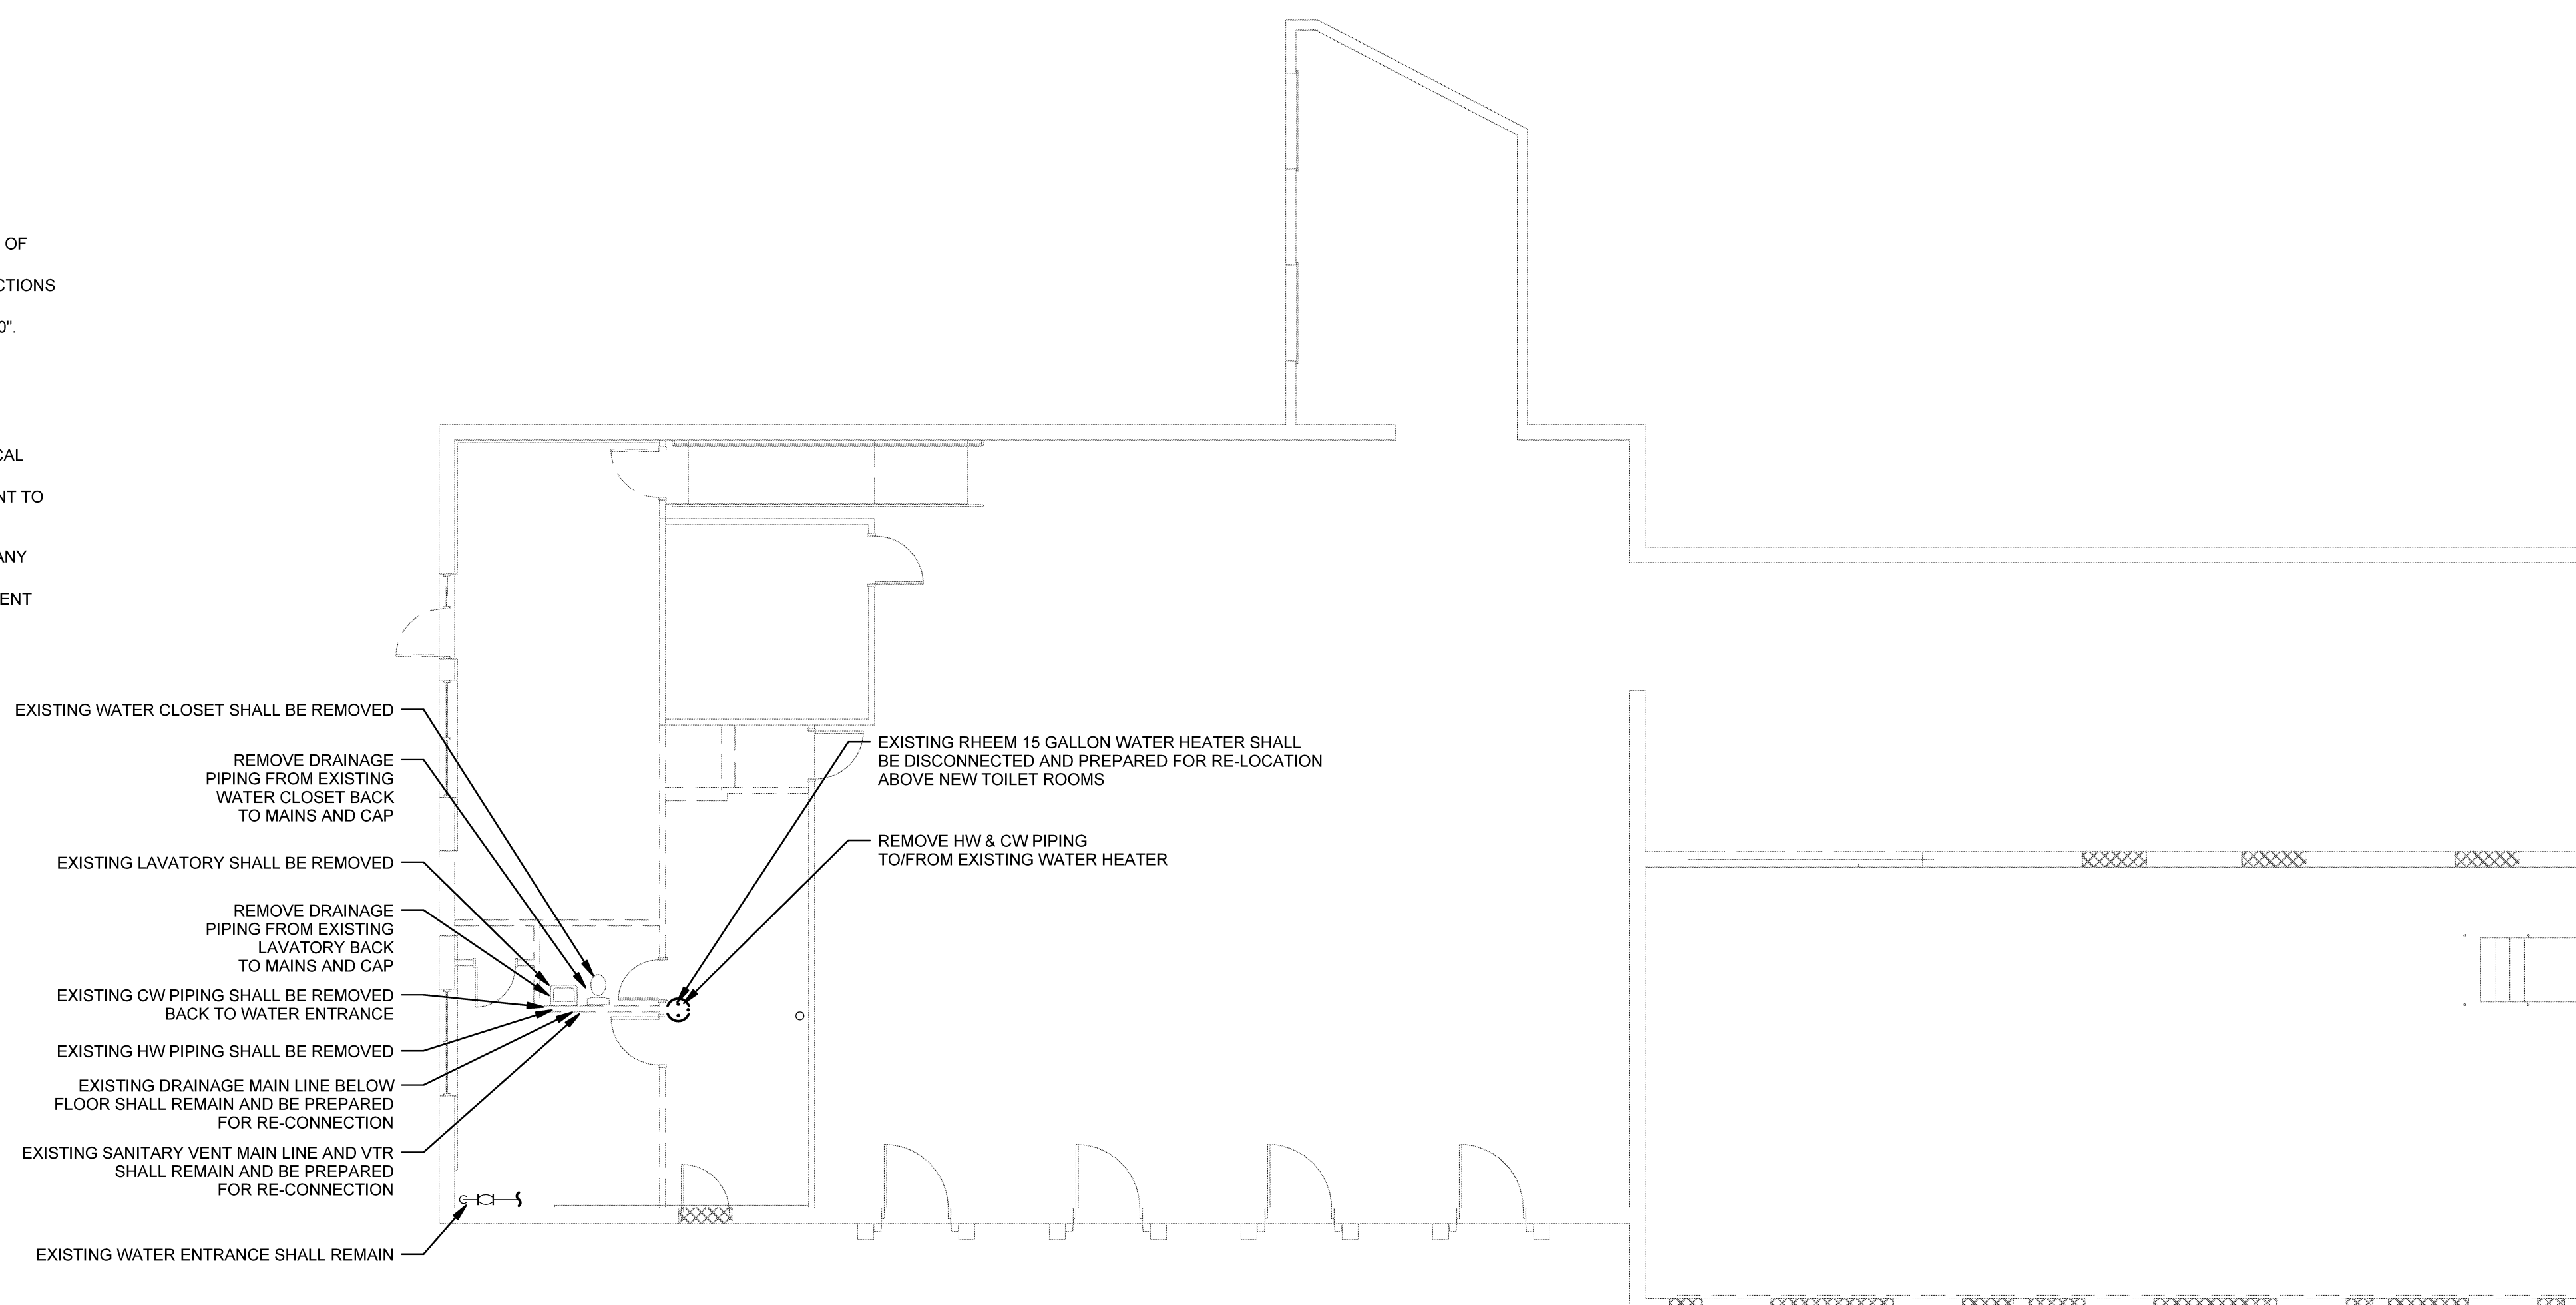 OF
CTIONS
0".
CAL
NT TO
ANY
ENT
EXISTING WATER CLOSET SHALL BE REMOVED
REMOVE DRAINAGE
PIPING FROM EXISTING
WATER CLOSET BACK
TO MAINS AND CAP
EXISTING LAVATORY SHALL BE REMOVED
REMOVE DRAINAGE
PIPING FROM EXISTING
LAVATORY BACK
TO MAINS AND CAP
EXISTING CW PIPING SHALL BE REMOVED
BACK TO WATER ENTRANCE
EXISTING HW PIPING SHALL BE REMOVED
EXISTING DRAINAGE MAIN LINE BELOW
FLOOR SHALL REMAIN AND BE PREPARED
FOR RE-CONNECTION
EXISTING SANITARY VENT MAIN LINE AND VTR
SHALL REMAIN AND BE PREPARED
FOR RE-CONNECTION
EXISTING WATER ENTRANCE SHALL REMAIN
EXISTING RHEEM 15 GALLON WATER HEATER SHALL
BE DISCONNECTED AND PREPARED FOR RE-LOCATION
ABOVE NEW TOILET ROOMS
REMOVE HW & CW PIPING
TO/FROM EXISTING WATER HEATER